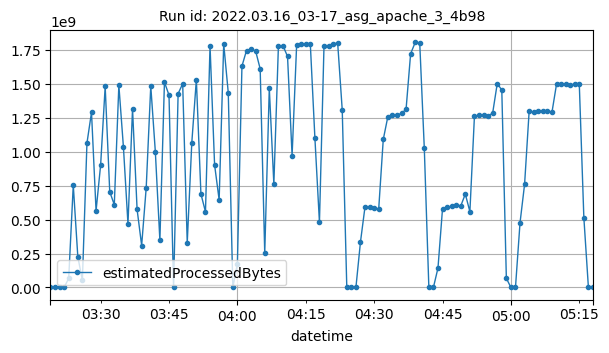 Run id: 2022.03.16_03-17_asg_apache_3_4b98
1e9
1.75
1.50
1.25
1.00
0.75
0.50
0.25
0.00
estimatedProcessedBytes
03:30 03:45 04:00 04:15 04:30 04:45 05:00 05:15
datetime